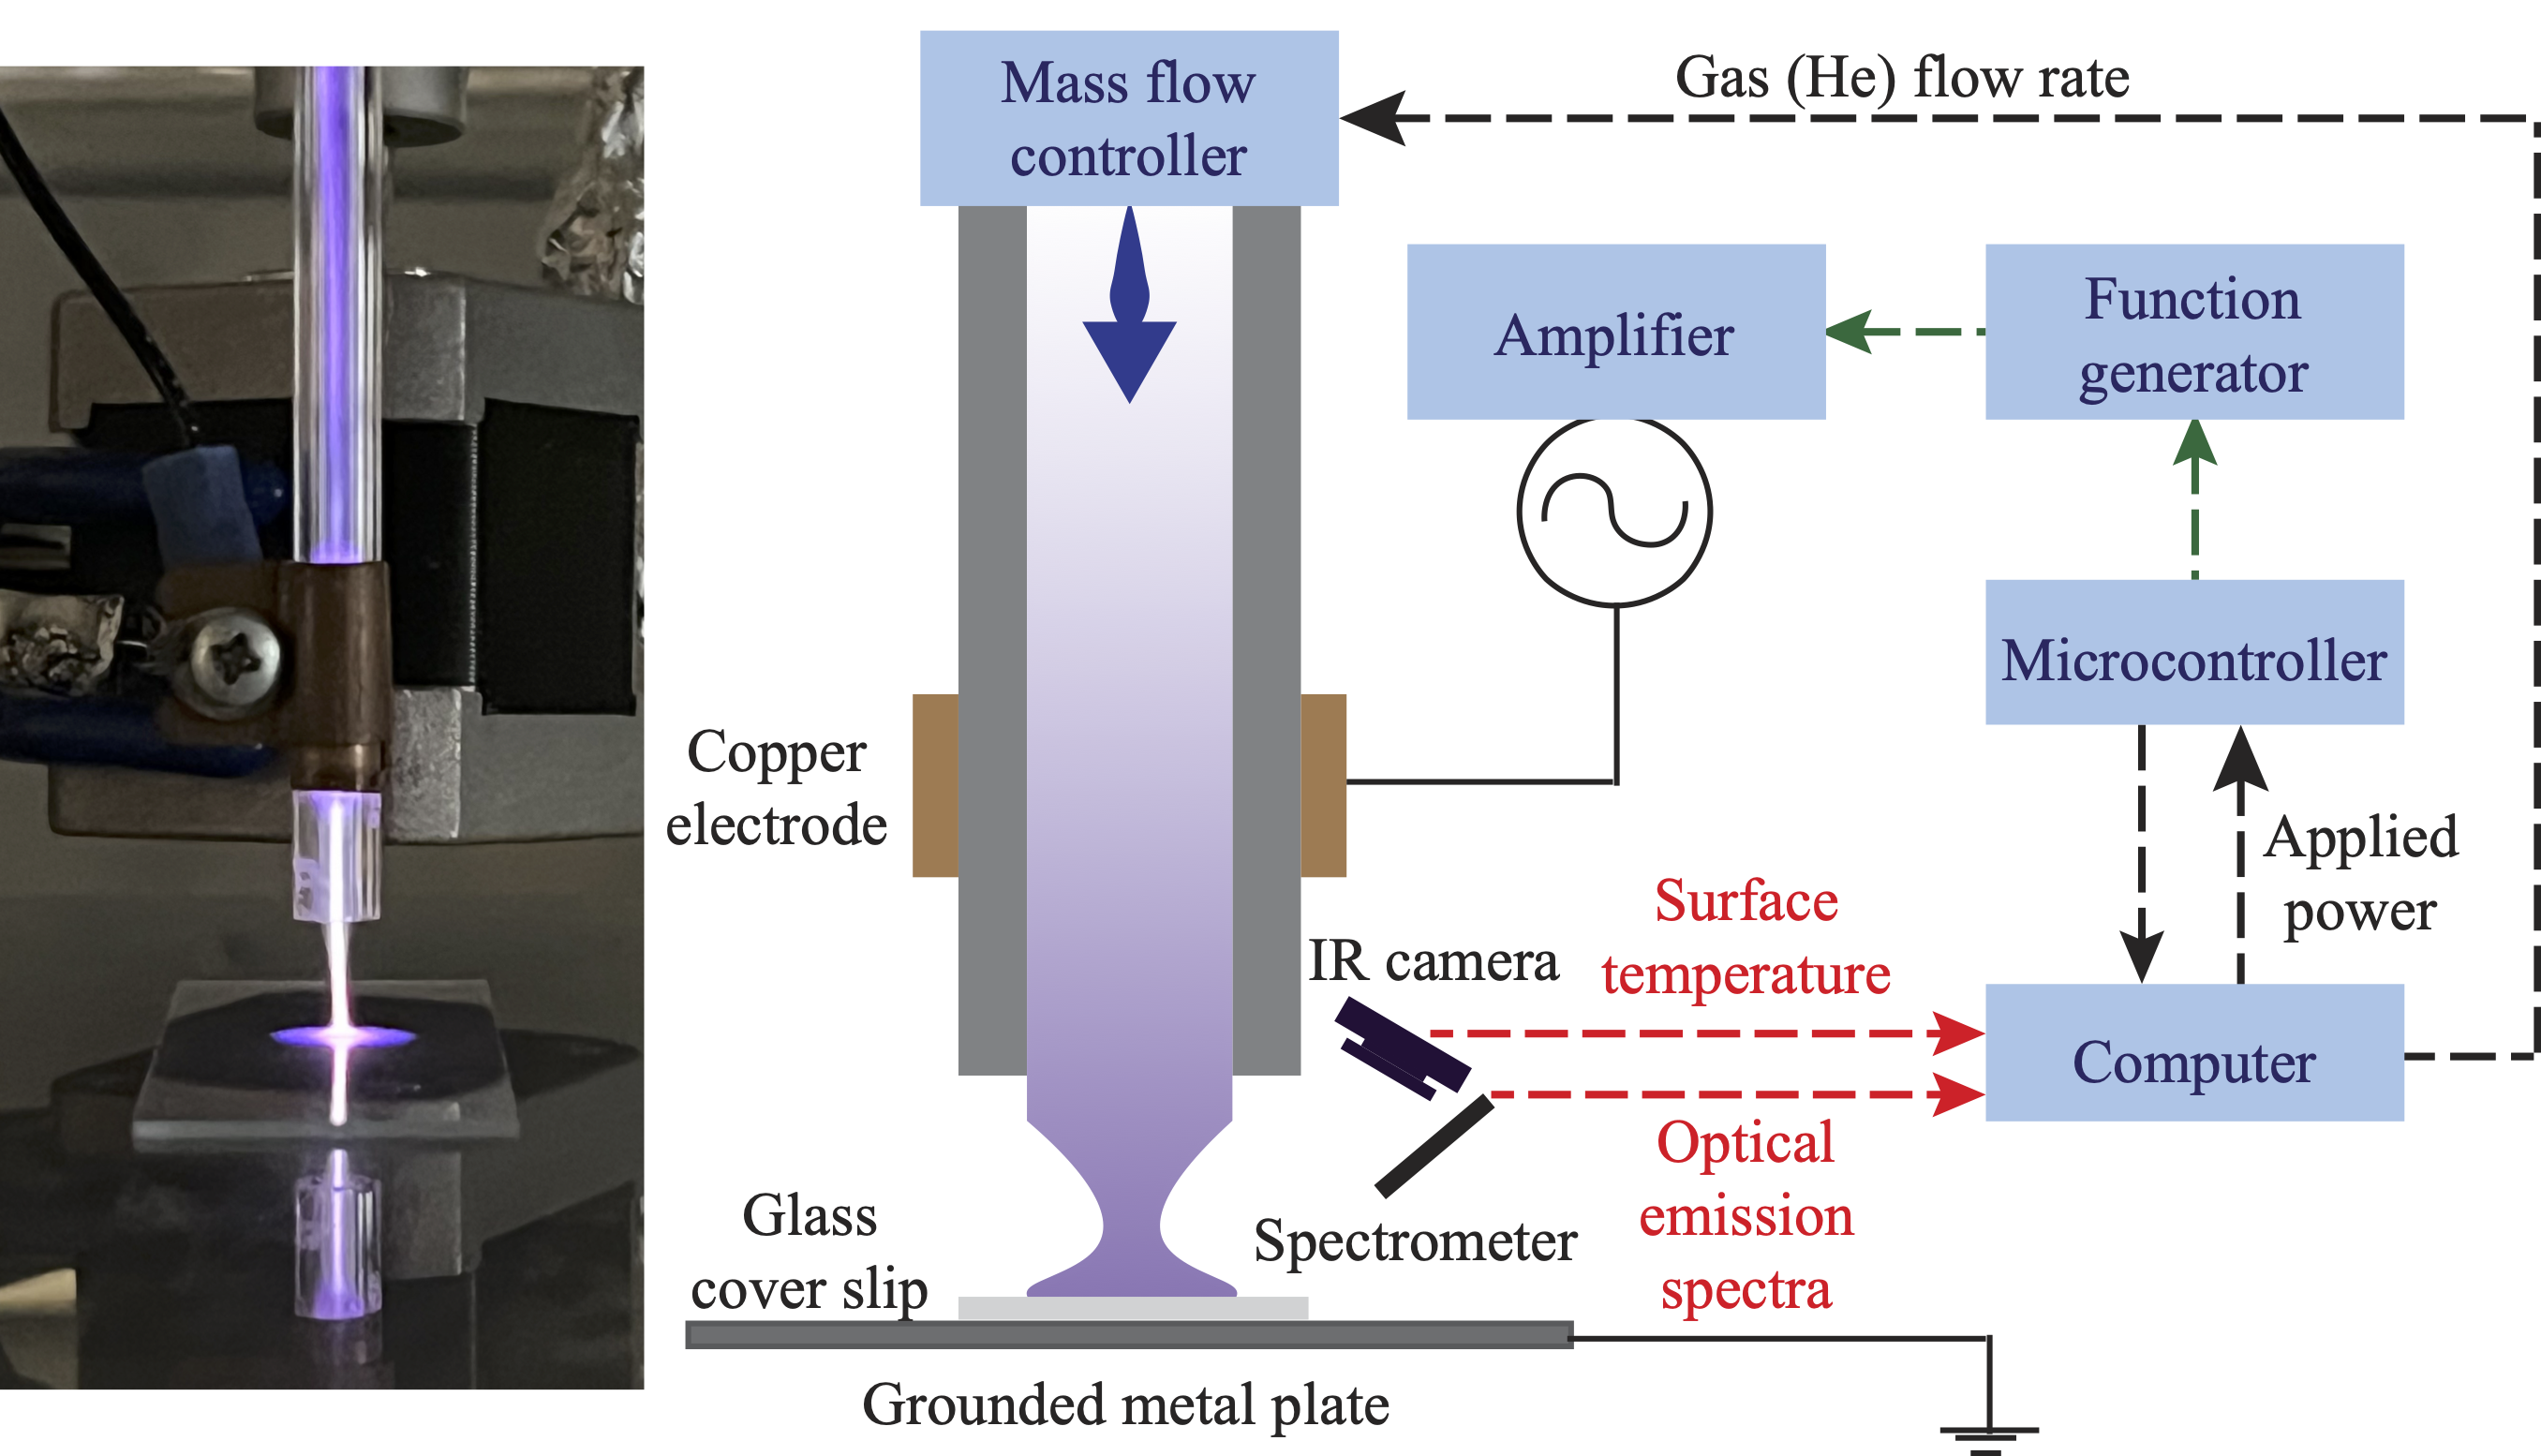 Mass flow
controller
Gas (He) flow rate
Amplifier
Function
generator
Microcontroller
Copper
electrode
Applied
power
Surface
temperature
IR camera
Computer
Optical
emission
spectra
Spectrometer
Glass
cover slip
Grounded metal plate